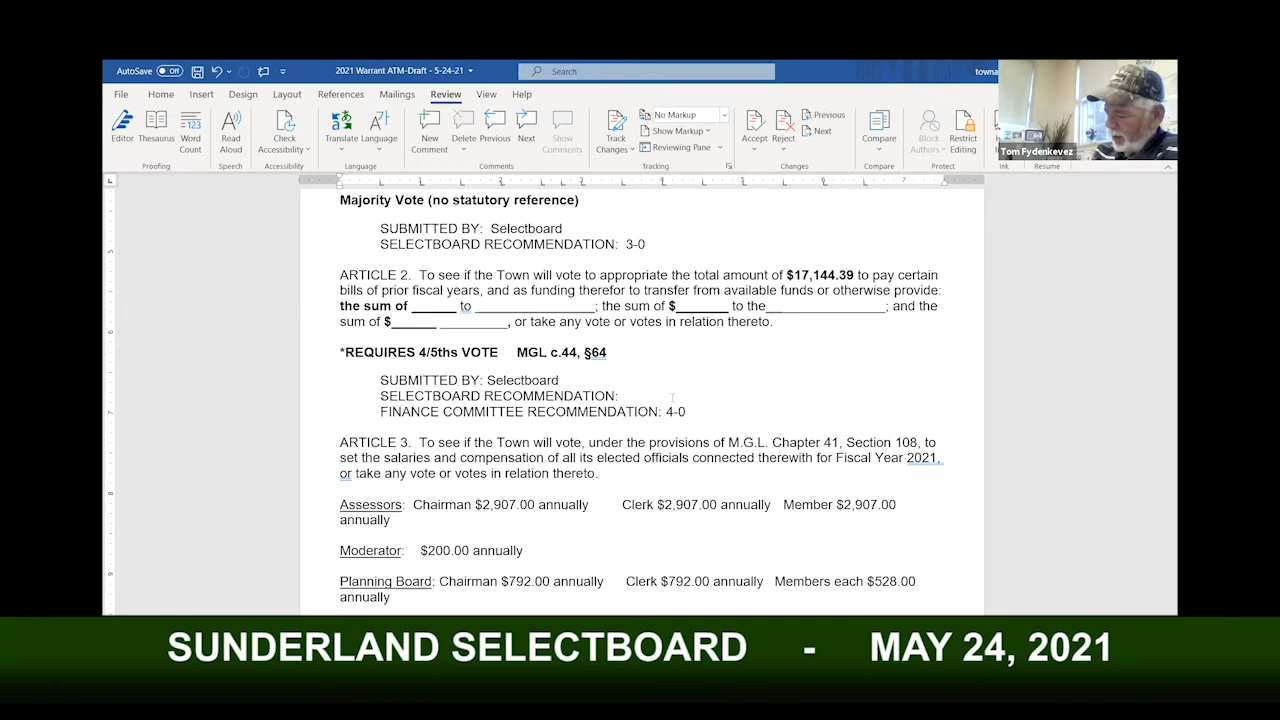 AutoSave Off 2021 Warrant ATM-Draft - 5-24-21 Search towna
File Home Insert Design Layout References Mailings Review View Help
No Markup Previous
Show Markup Next
Reviewing Pane
Editor Thesaurus Word Count Read Aloud Check Accessibility Translate Language New Comment Delete Previous Next Show Comments Track Changes Accept Reject Compare Block Authors Restrict Editing
Tom Fydenkevez
Proofing Speech Accessibility Language Comments Tracking Changes Compare Protect Resume
Majority Vote (no statutory reference)
SUBMITTED BY: Selectboard
SELECTBOARD RECOMMENDATION: 3-0
ARTICLE 2. To see if the Town will vote to appropriate the total amount of $17,144.39 to pay certain
bills of prior fiscal years, and as funding therefor to transfer from available funds or otherwise provide:
the sum of ______ to ______________; the sum of $_______ to the________________; and the
sum of $______ _________, or take any vote or votes in relation thereto.
*REQUIRES 4/5ths VOTE MGL c.44, §64
SUBMITTED BY: Selectboard
SELECTBOARD RECOMMENDATION:
FINANCE COMMITTEE RECOMMENDATION: 4-0
ARTICLE 3. To see if the Town will vote, under the provisions of M.G.L. Chapter 41, Section 108, to
set the salaries and compensation of all its elected officials connected therewith for Fiscal Year 2021,
or take any vote or votes in relation thereto.
Assessors: Chairman $2,907.00 annually Clerk $2,907.00 annually Member $2,907.00
annually
Moderator: $200.00 annually
Planning Board: Chairman $792.00 annually Clerk $792.00 annually Members each $528.00
annually
SUNDERLAND SELECTBOARD - MAY 24, 2021